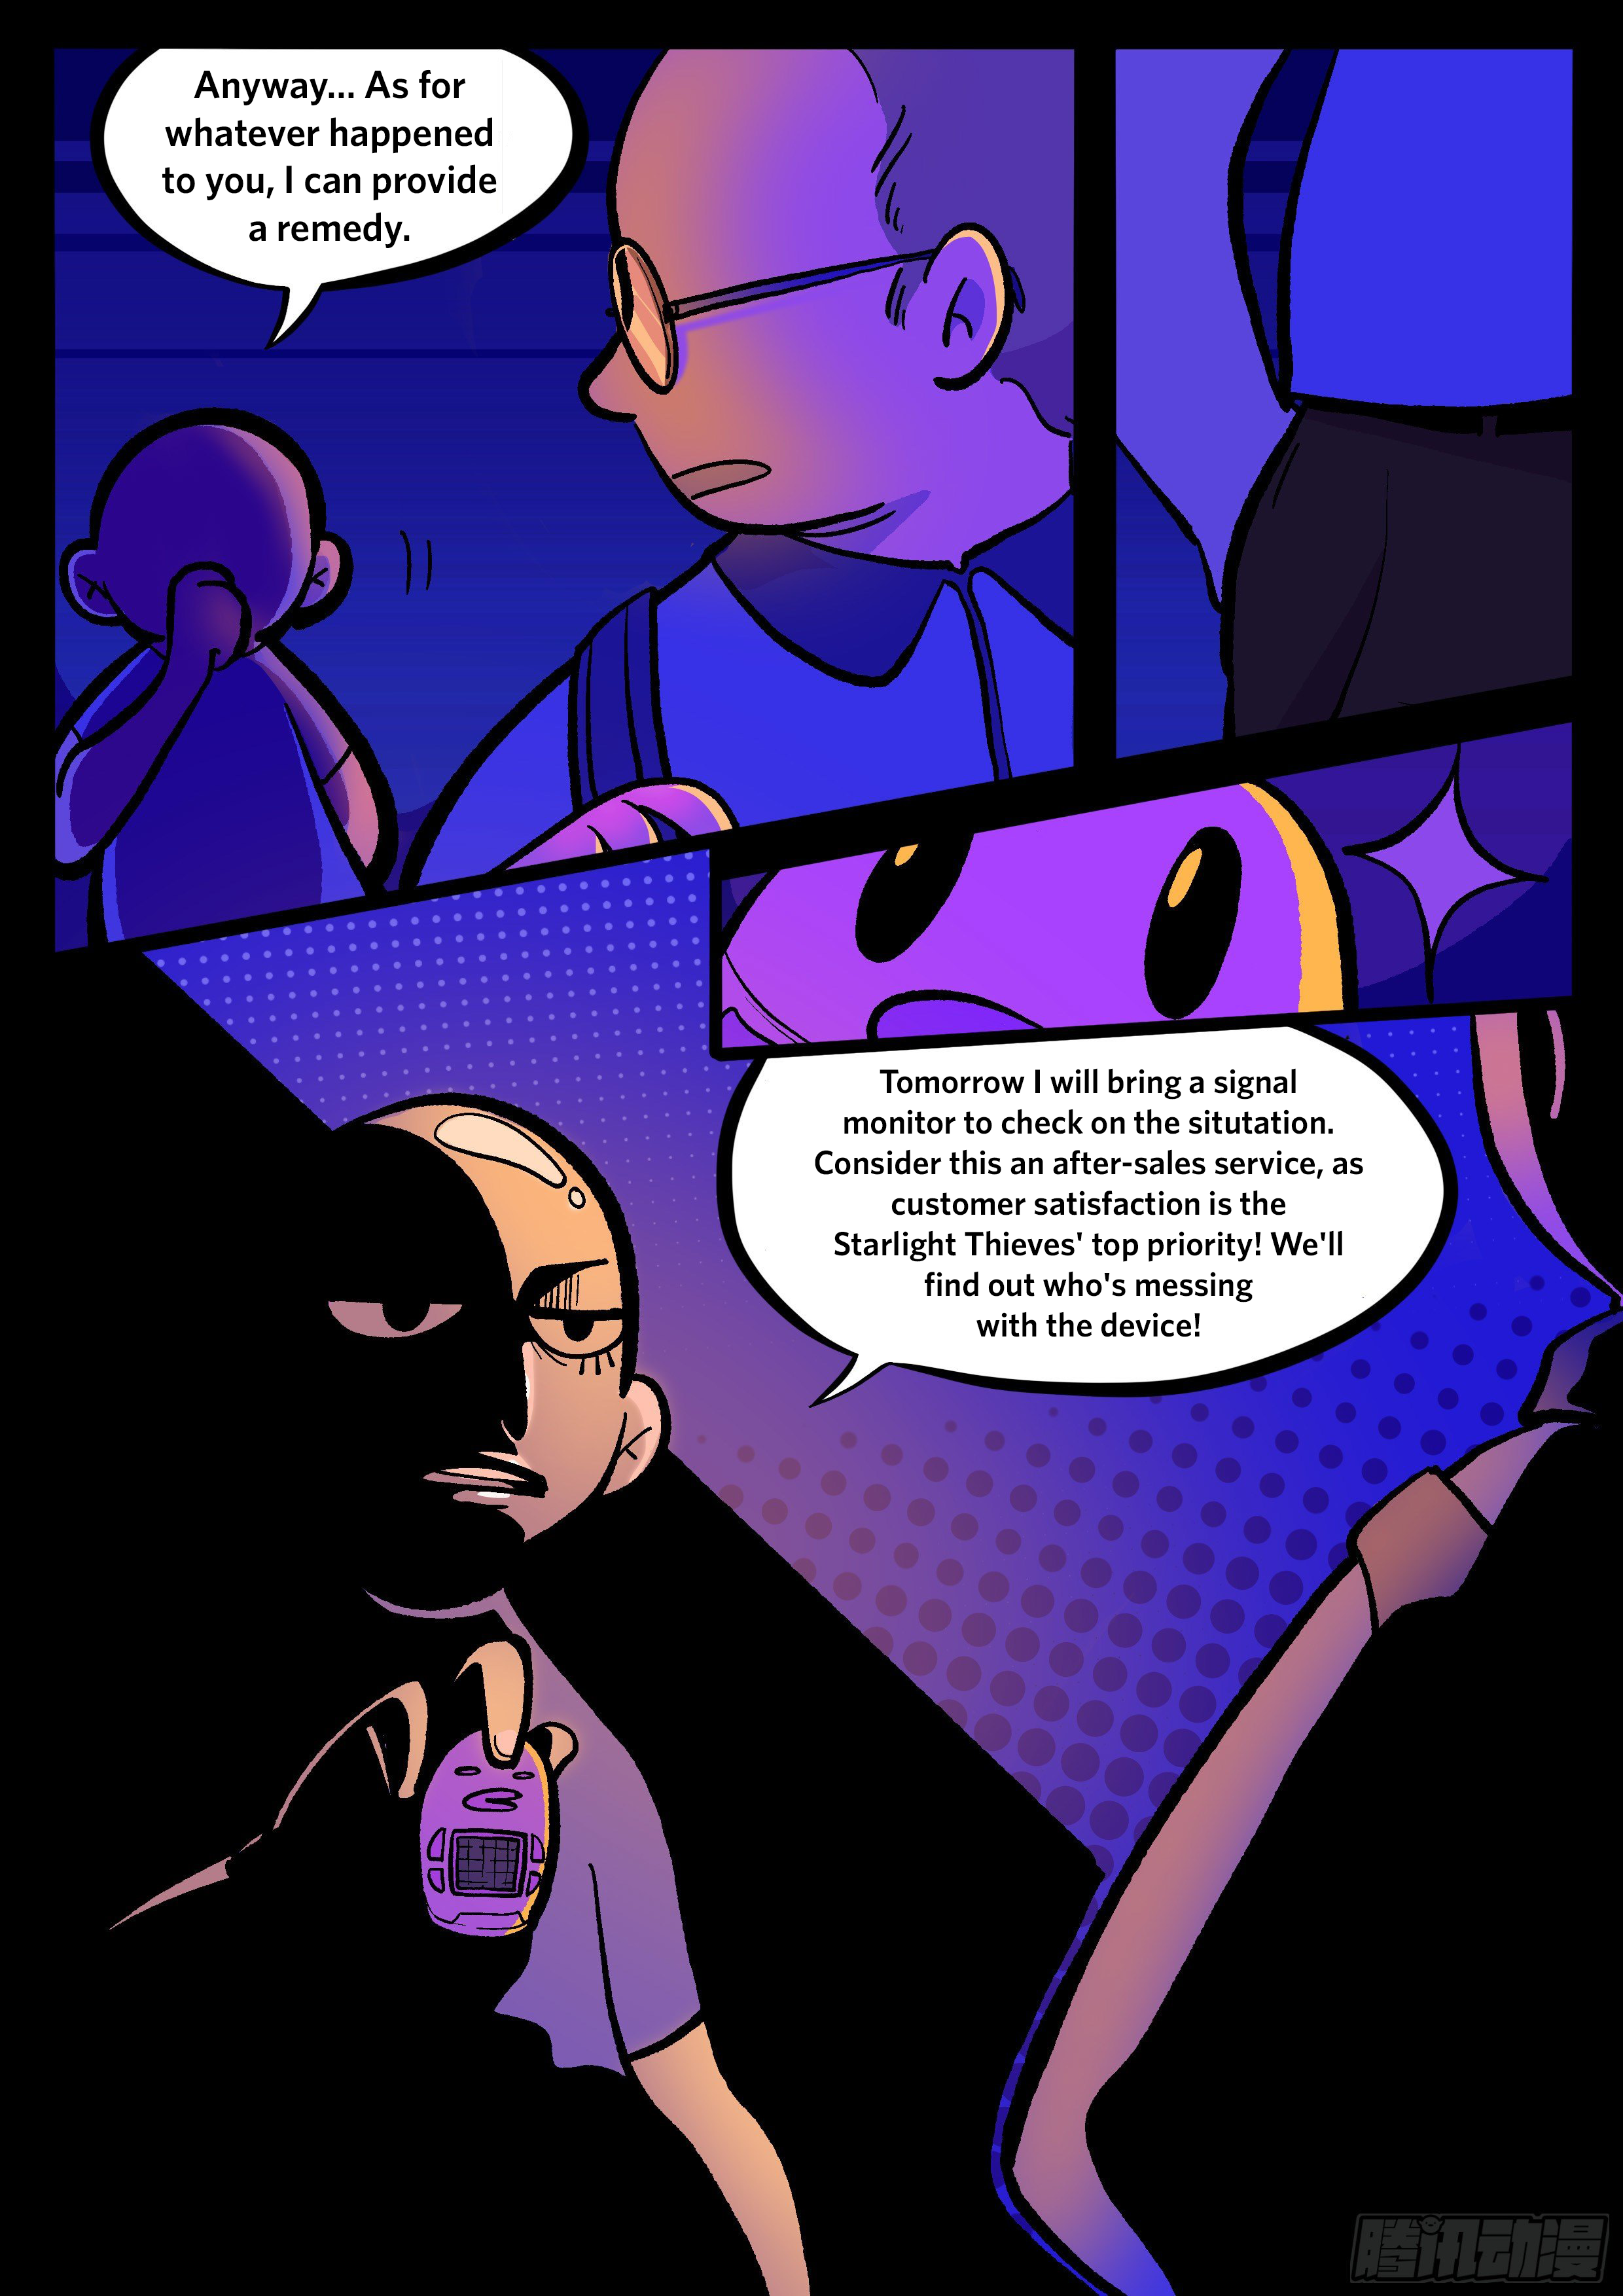 Anyway... As for
whatever happened
to you, I can provide
a remedy.
Tomorrow I will bring a signal
monitor to check on the situtation.
Consider this an after-sales service, as
customer satisfaction is the
Starlight Thieves' top priority! We'll
find out who's messing
with the device!
腾讯动漫